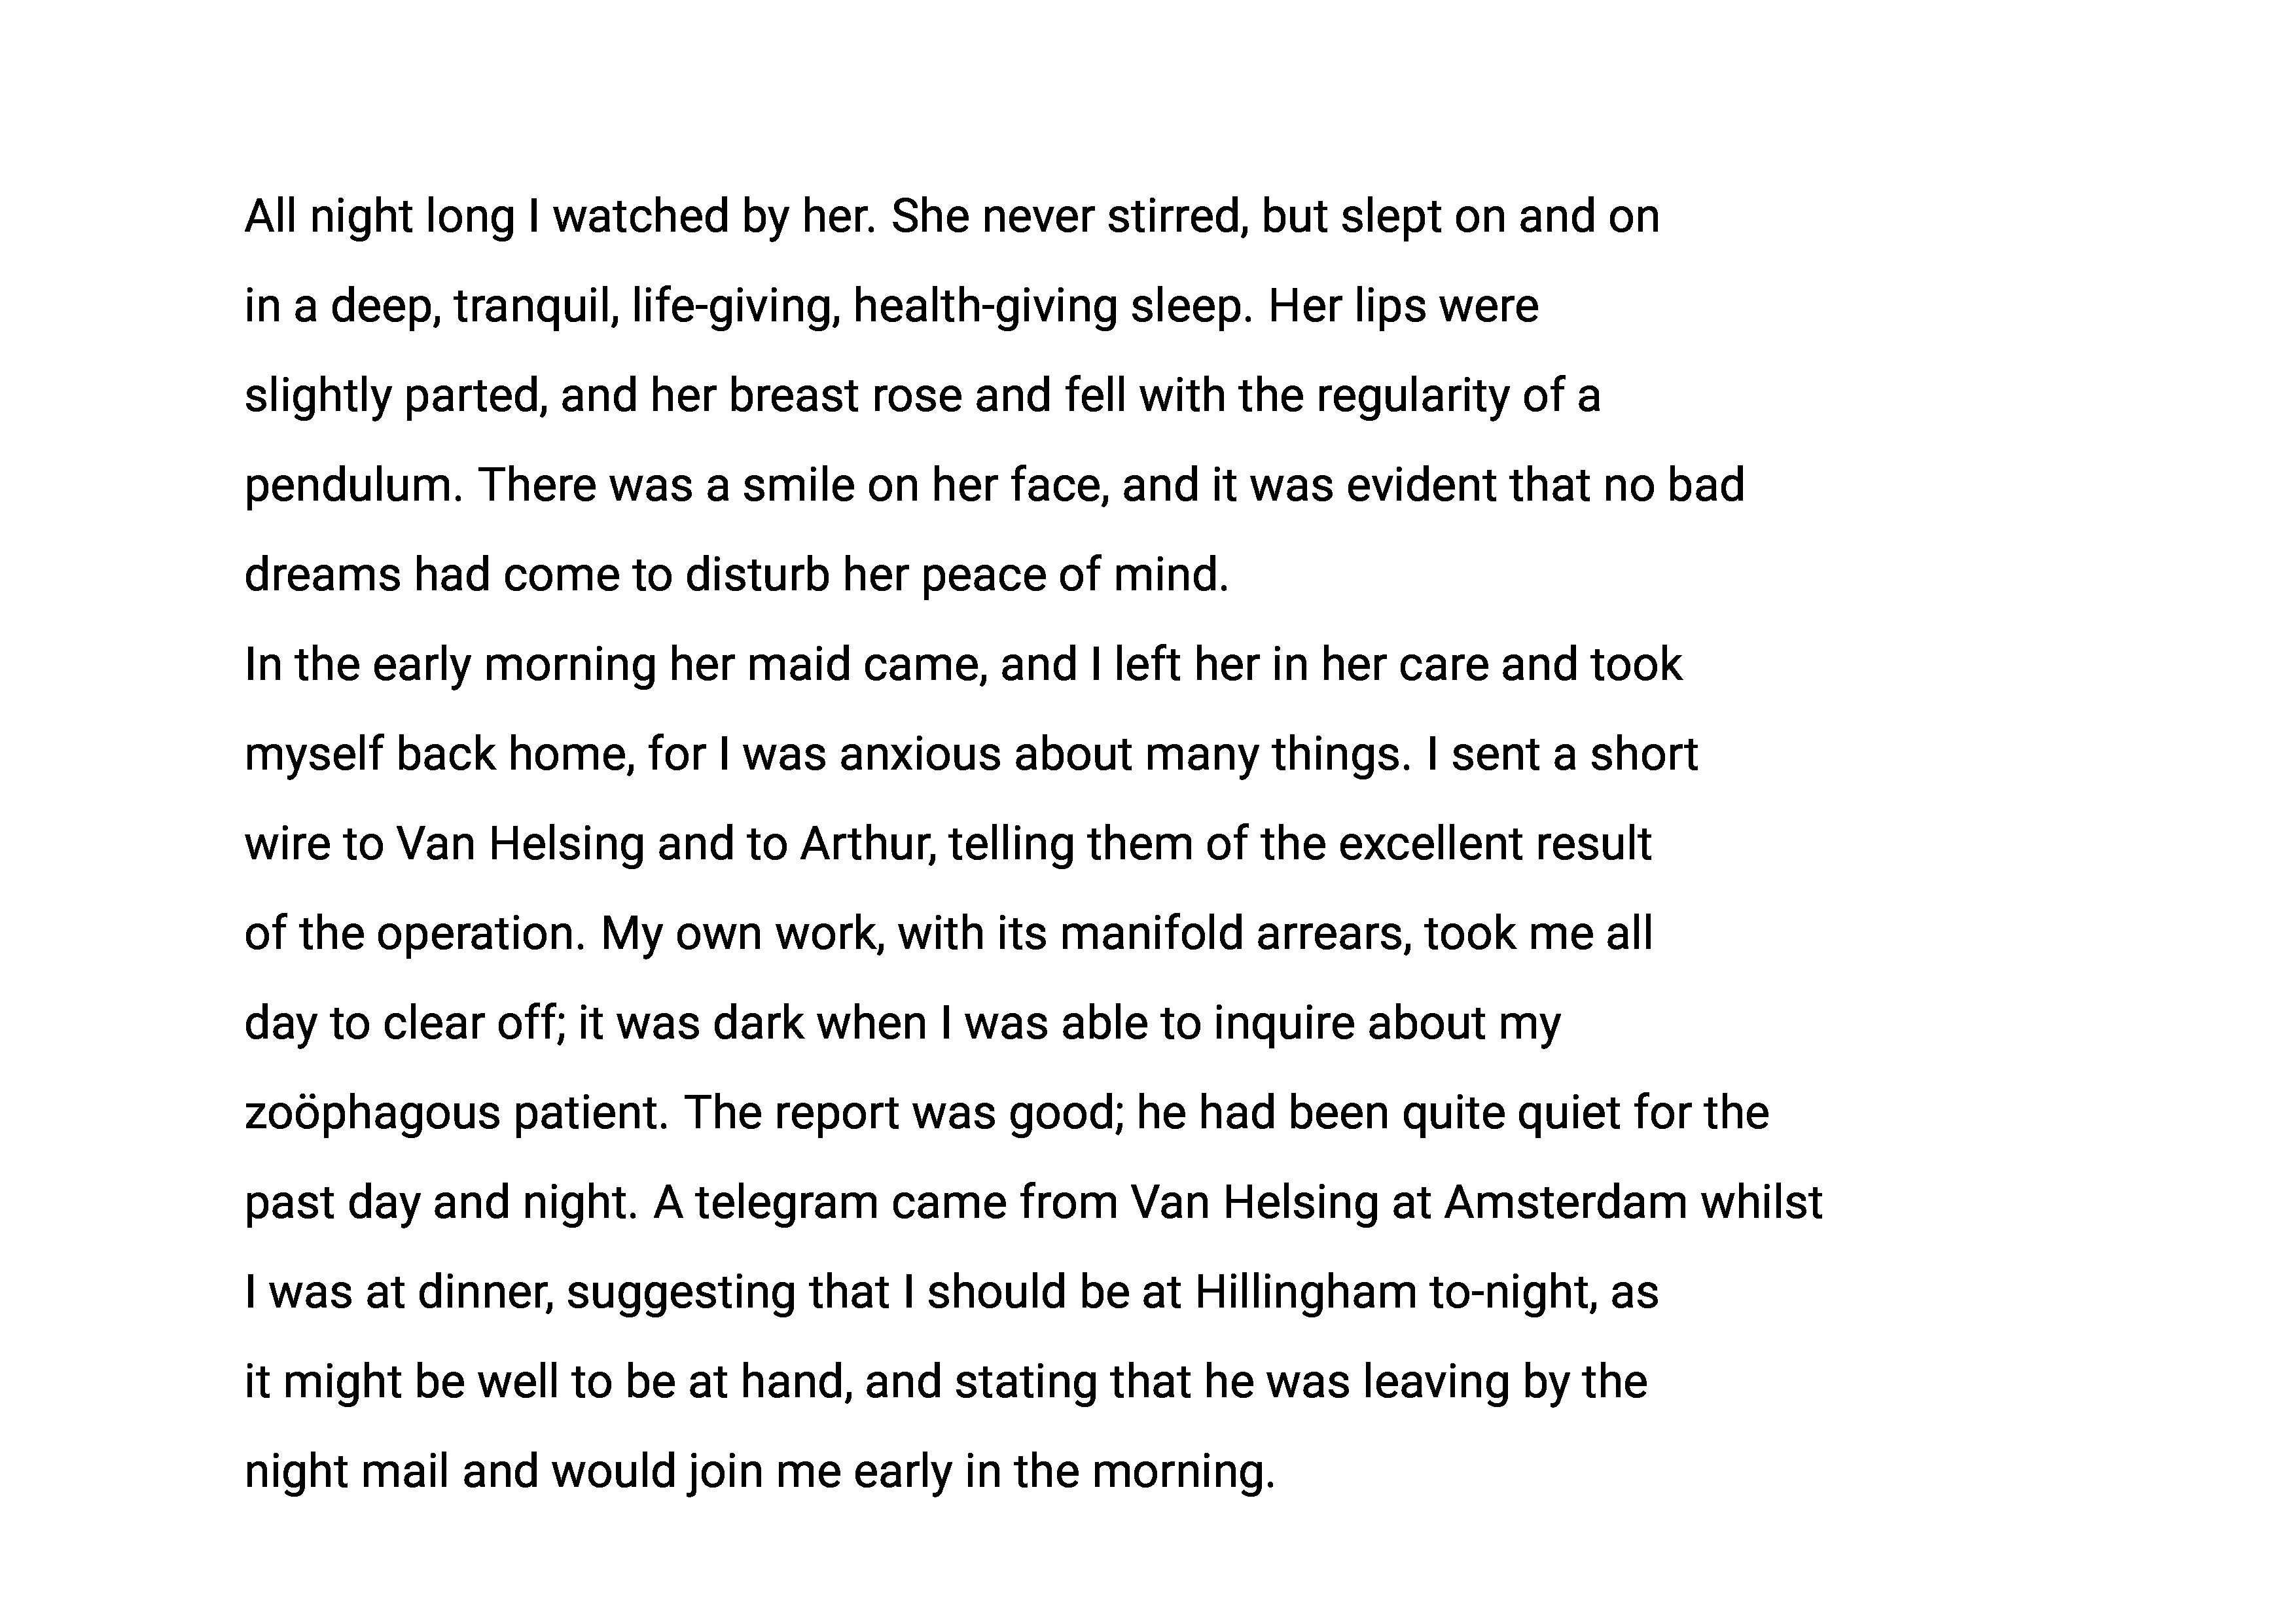 All night long I watched by her. She never stirred, but slept on and on
in a deep, tranquil, life-giving, health-giving sleep. Her lips were
slightly parted, and her breast rose and fell with the regularity of a
pendulum. There was a smile on her face, and it was evident that no bad
dreams had come to disturb her peace of mind.
In the early morning her maid came, and I left her in her care and took
myself back home, for I was anxious about many things. I sent a short
wire to Van Helsing and to Arthur, telling them of the excellent result
of the operation. My own work, with its manifold arrears, took me all
day to clear off; it was dark when I was able to inquire about my
zoöphagous patient. The report was good; he had been quite quiet for the
past day and night. A telegram came from Van Helsing at Amsterdam whilst
I was at dinner, suggesting that I should be at Hillingham to-night, as
it might be well to be at hand, and stating that he was leaving by the
night mail and would join me early in the morning.